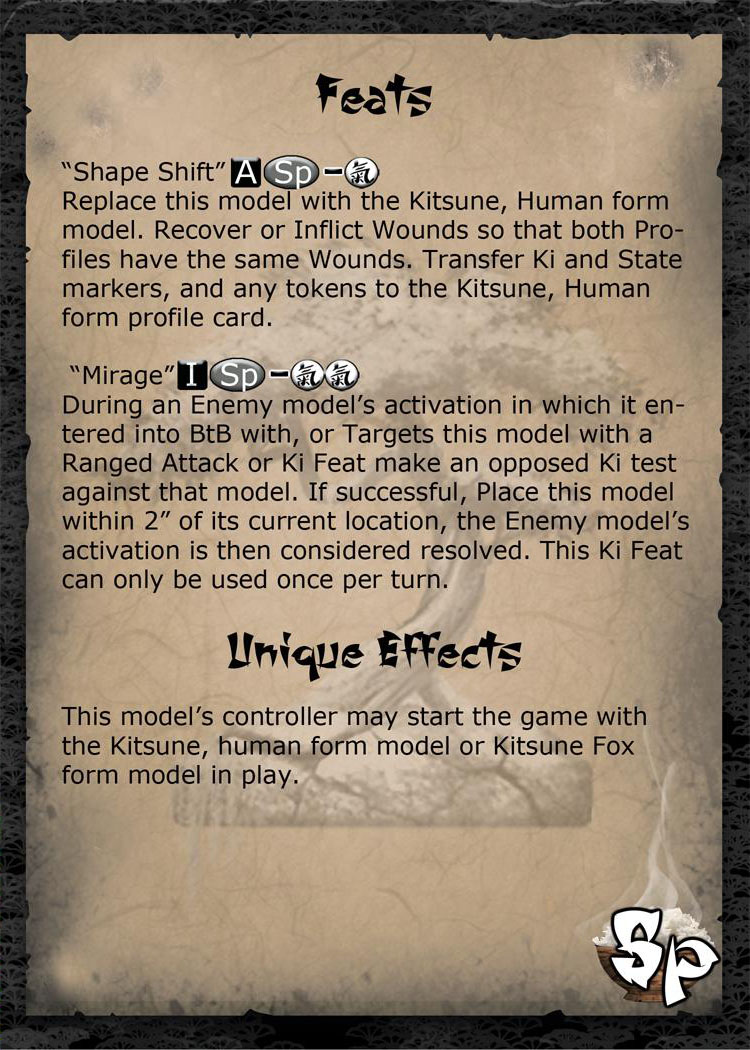 Feats
“Shape Shift” A Sp - 氣
Replace this model with the Kitsune, Human form
model. Recover or Inflict Wounds so that both Pro-
files have the same Wounds. Transfer Ki and State
markers, and any tokens to the Kitsune, Human
form profile card.
“Mirage” I Sp - 氣 氣
During an Enemy model’s activation in which it en-
tered into BtB with, or Targets this model with a
Ranged Attack or Ki Feat make an opposed Ki test
against that model. If successful, Place this model
within 2” of its current location, the Enemy model’s
activation is then considered resolved. This Ki Feat
can only be used once per turn.
Unique Effects
This model’s controller may start the game with
the Kitsune, human form model or Kitsune Fox
form model in play.
Sp